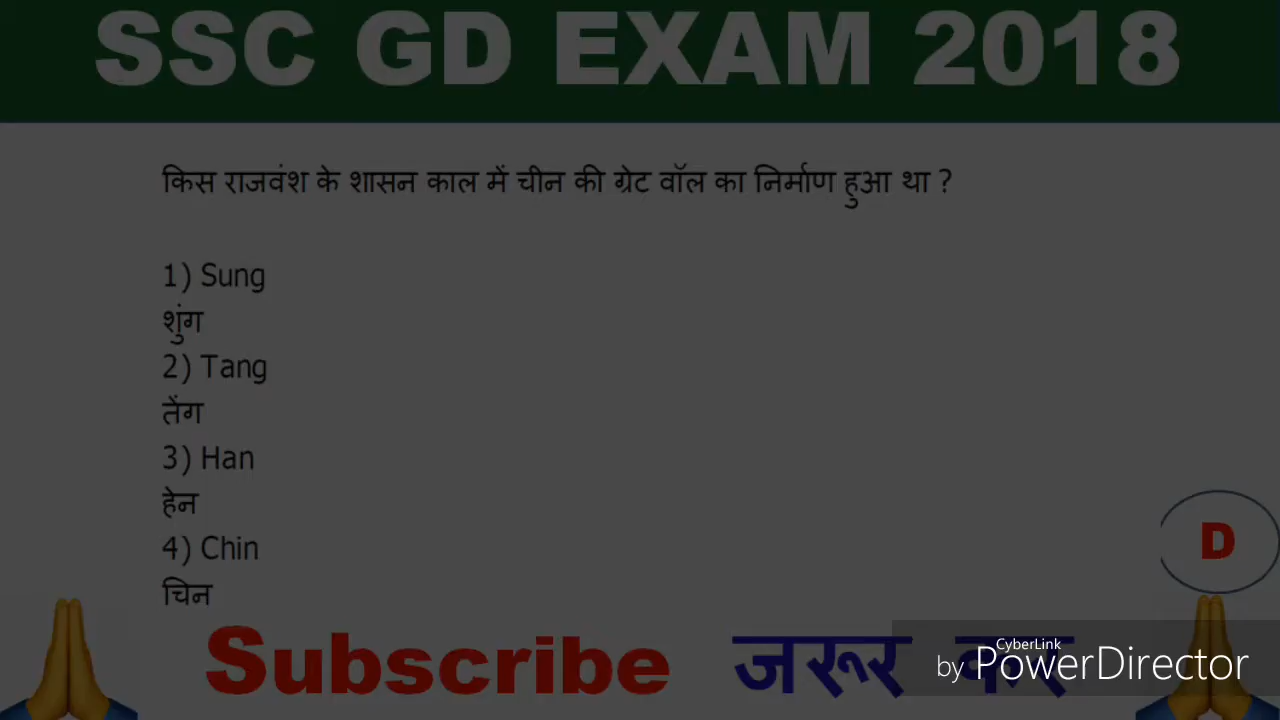 SSC GD EXAM 2018
किस राजवंश के शासन काल में चीन की ग्रेट वॉल का निर्माण हुआ था ?
1) Sung
शुंग
2) Tang
तेंग
3) Han
हेन
4) Chin
चिन
D
Subscribe जरूर करे
CyberLink
by PowerDirector